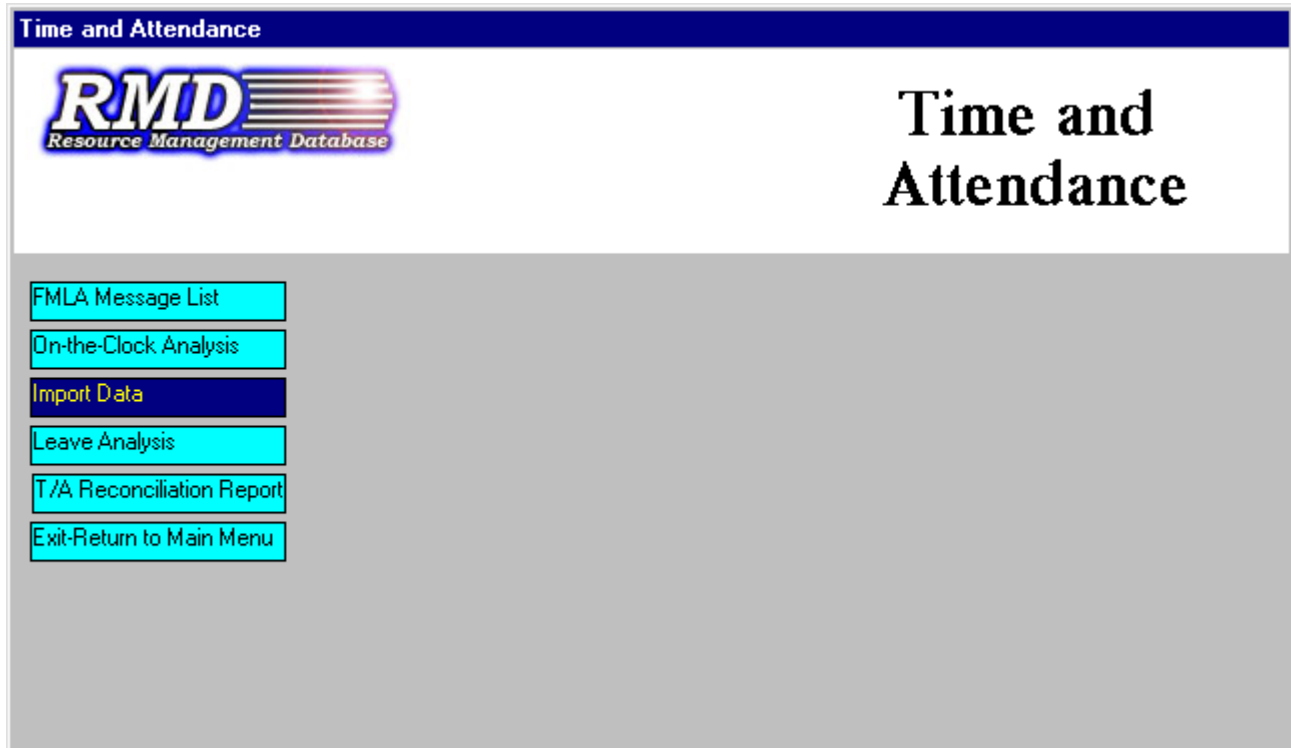 Time and Attendance
RMD
Resource Management Database
Time and
Attendance
FMLA Message List
On-the-Clock Analysis
Import Data
Leave Analysis
T/A Reconciliation Report
Exit-Return to Main Menu